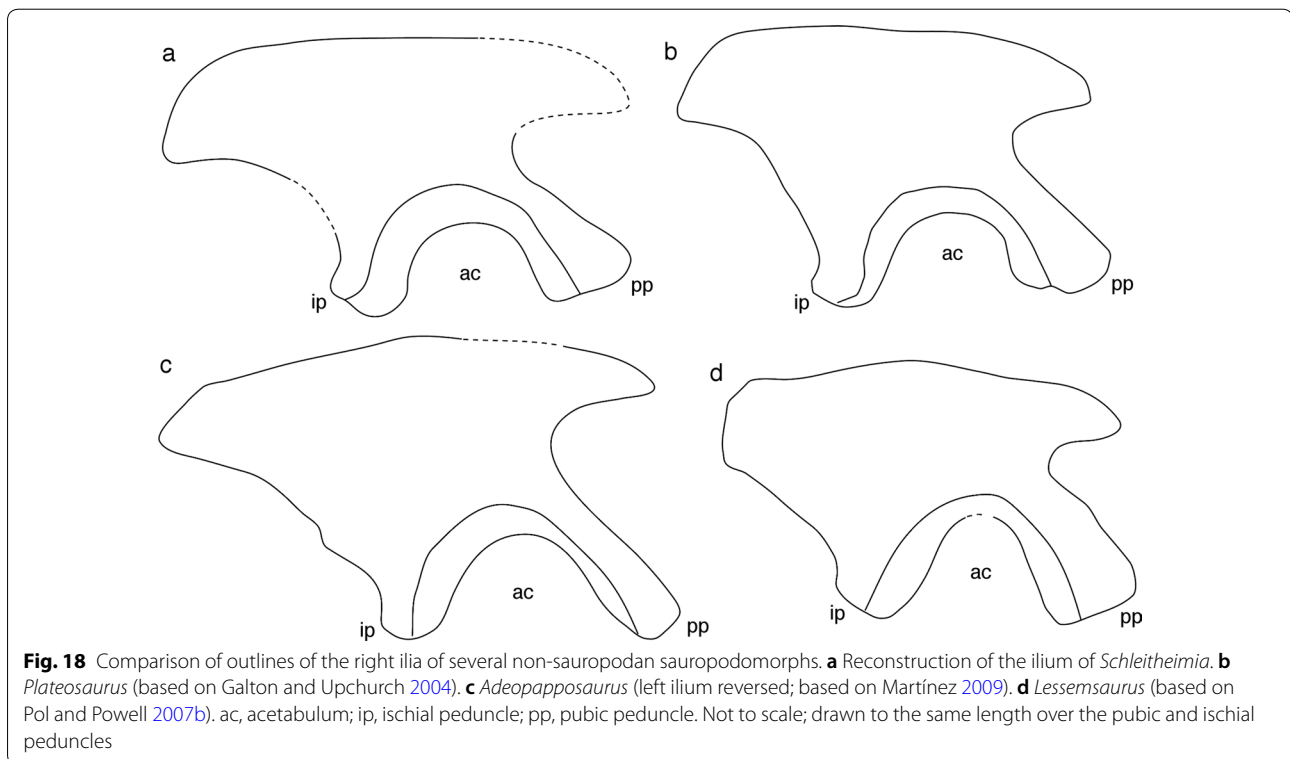 a
b
ac
ip
pp
ac
ip
pp
c
d
ac
ip
pp
ac
ip
pp
Fig. 18 Comparison of outlines of the right ilia of several non-sauropodan sauropodomorphs. a Reconstruction of the ilium of Schleitheimia. b
Plateosaurus (based on Galton and Upchurch 2004). c Adeopapposaurus (left ilium reversed; based on Martínez 2009). d Lessemsaurus (based on
Pol and Powell 2007b). ac, acetabulum; ip, ischial peduncle; pp, pubic peduncle. Not to scale; drawn to the same length over the pubic and ischial
peduncles